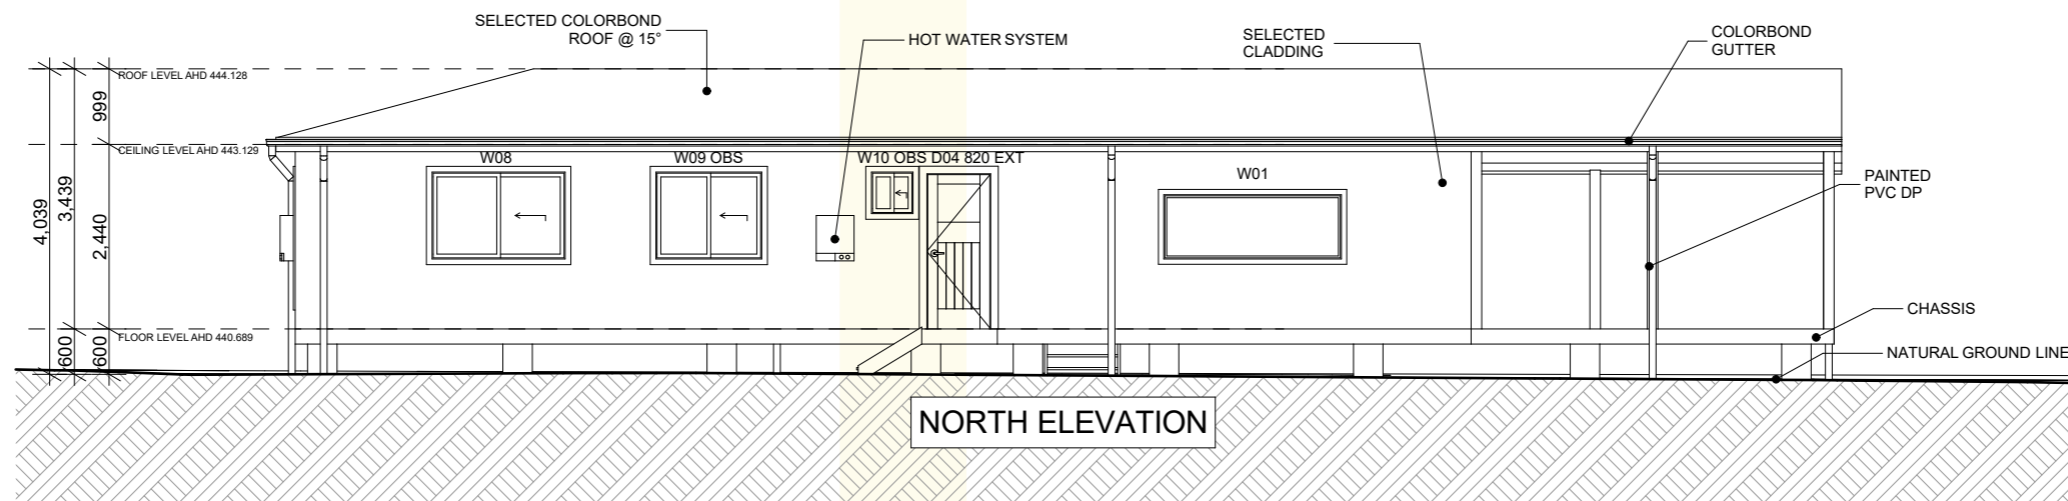 SELECTED COLORBOND
ROOF @ 15°
HOT WATER SYSTEM
SELECTED
CLADDING
COLORBOND
GUTTER
ROOF LEVEL AHD 444.128
999
CEILING LEVEL AHD 443.129
W08
W09 OBS
W10 OBS D04 820 EXT
W01
PAINTED
PVC DP
4,039
3,439
2,440
CHASSIS
FLOOR LEVEL AHD 440.689
600
600
NATURAL GROUND LINE
NORTH ELEVATION